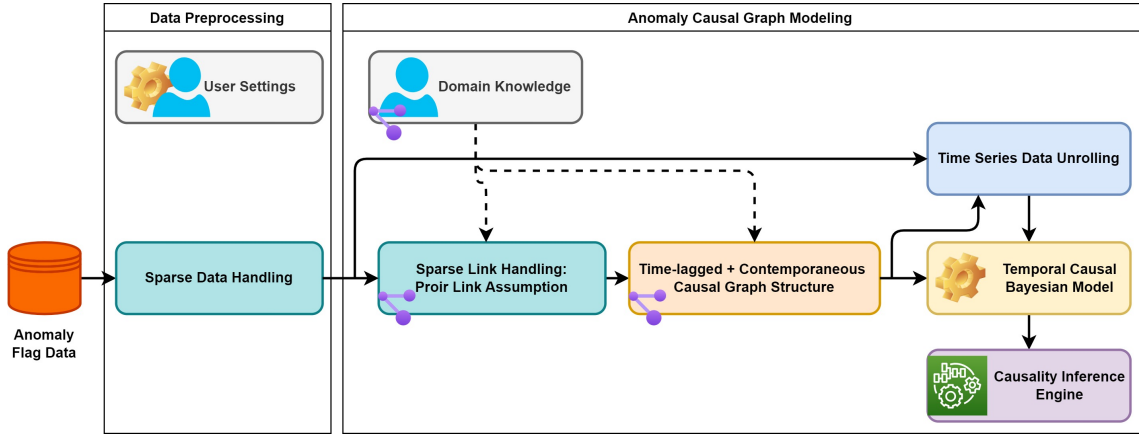 Data Preprocessing
Anomaly Causal Graph Modeling
User Settings
Domain Knowledge
Time Series Data Unrolling
Anomaly
Flag Data
Sparse Data Handling
Sparse Link Handling:
Proir Link Assumption
Time-lagged + Contemporaneous
Causal Graph Structure
Temporal Causal
Bayesian Model
Causality Inference
Engine